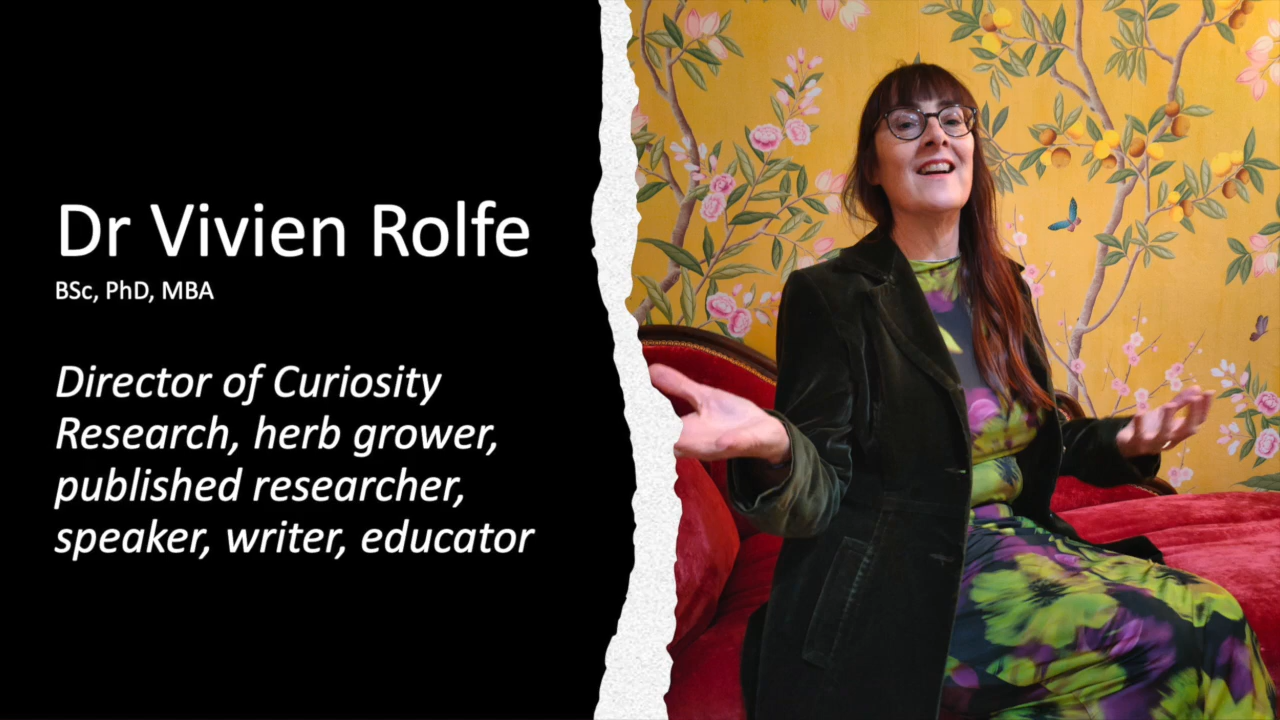 Dr Vivien Rolfe
BSc, PhD, MBA
Director of Curiosity
Research, herb grower,
published researcher,
speaker, writer, educator